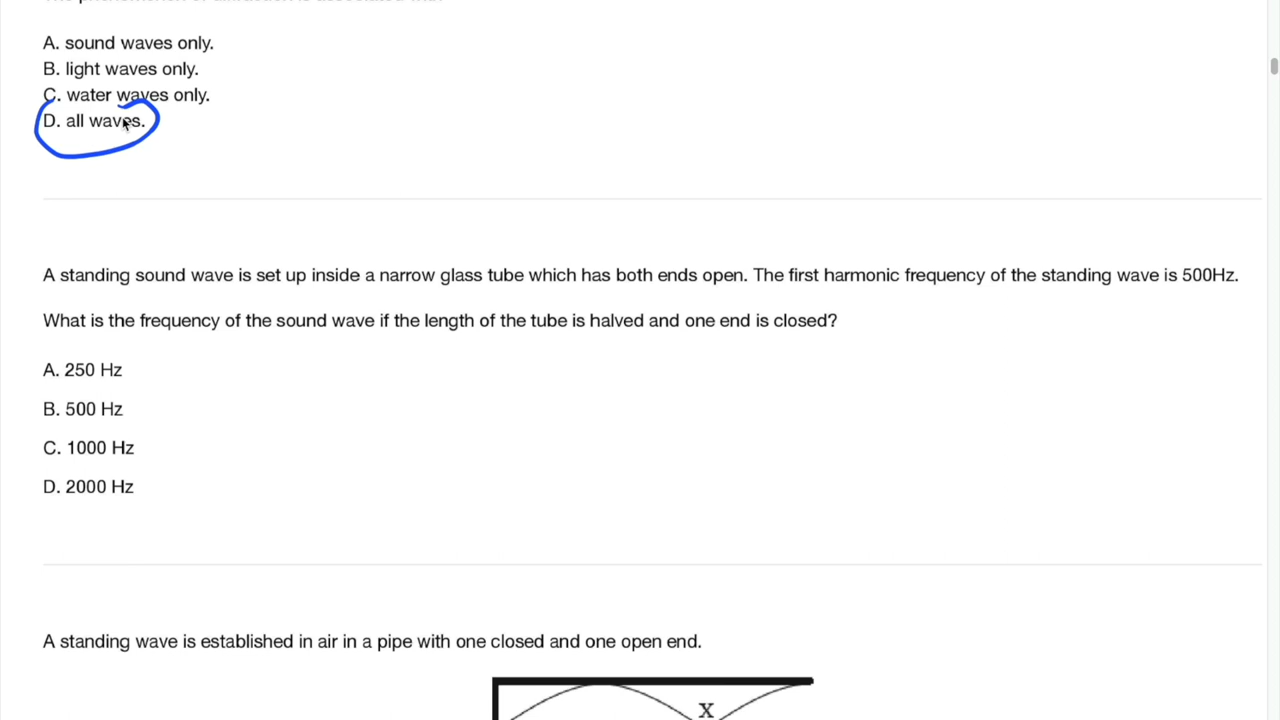 A. sound waves only.
B. light waves only.
C. water waves only.
D. all waves.
A standing sound wave is set up inside a narrow glass tube which has both ends open. The first harmonic frequency of the standing wave is 500Hz.
What is the frequency of the sound wave if the length of the tube is halved and one end is closed?
A. 250 Hz
B. 500 Hz
C. 1000 Hz
D. 2000 Hz
A standing wave is established in air in a pipe with one closed and one open end.
X